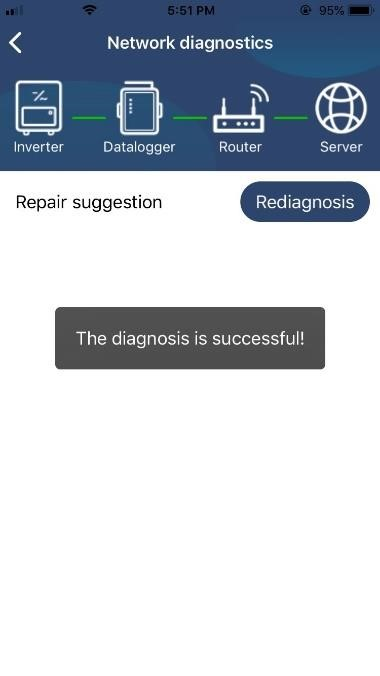 5:51 PM
95%
Network diagnostics
Inverter
Datalogger
Router
Server
Repair suggestion
Rediagnosis
The diagnosis is successful!